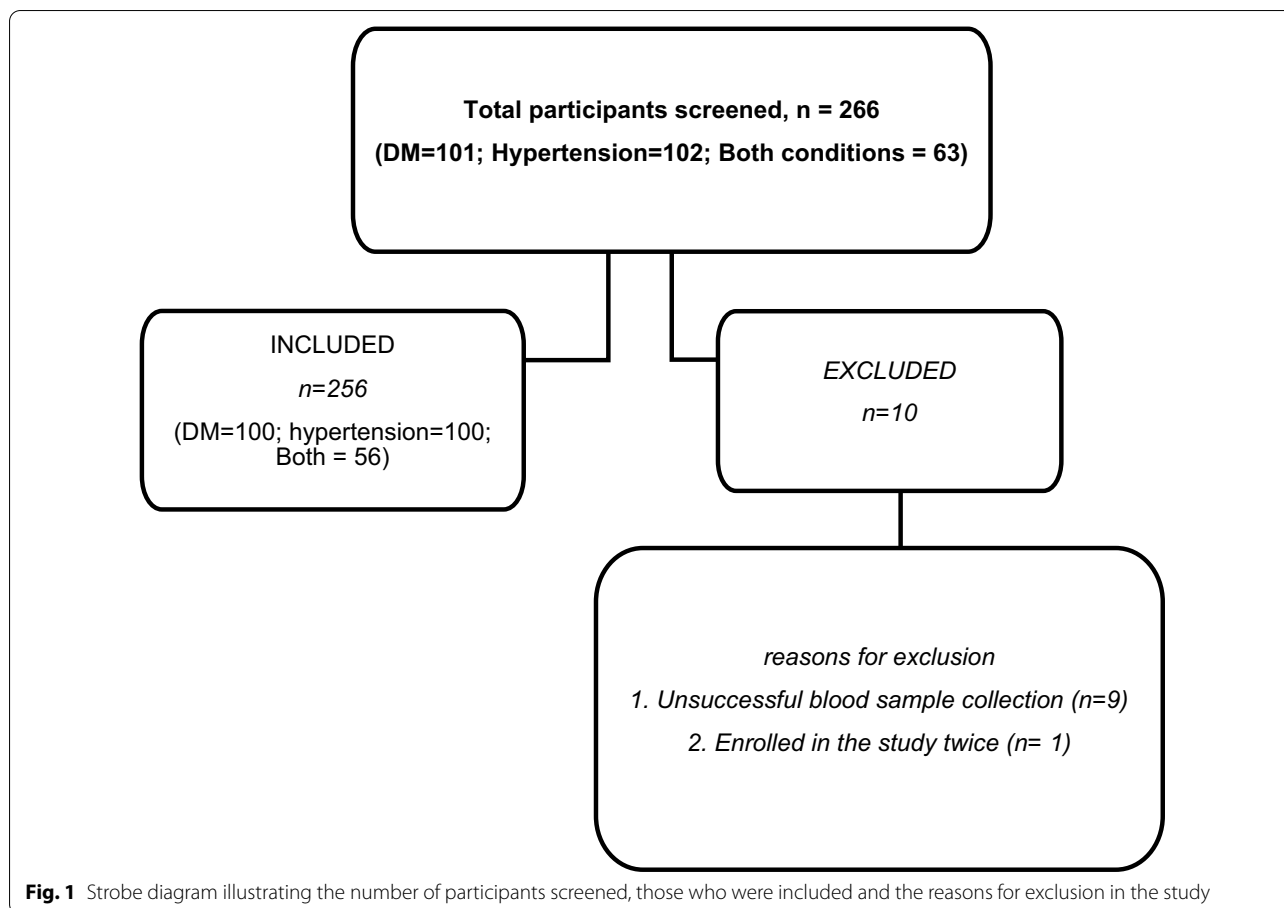 Total participants screened, n = 266
(DM=101; Hypertension=102; Both conditions = 63)
INCLUDED
n=256
(DM=100; hypertension=100;
Both = 56)
EXCLUDED
n=10
reasons for exclusion
1. Unsuccessful blood sample collection (n=9)
2. Enrolled in the study twice (n= 1)
Fig. 1 Strobe diagram illustrating the number of participants screened, those who were included and the reasons for exclusion in the study